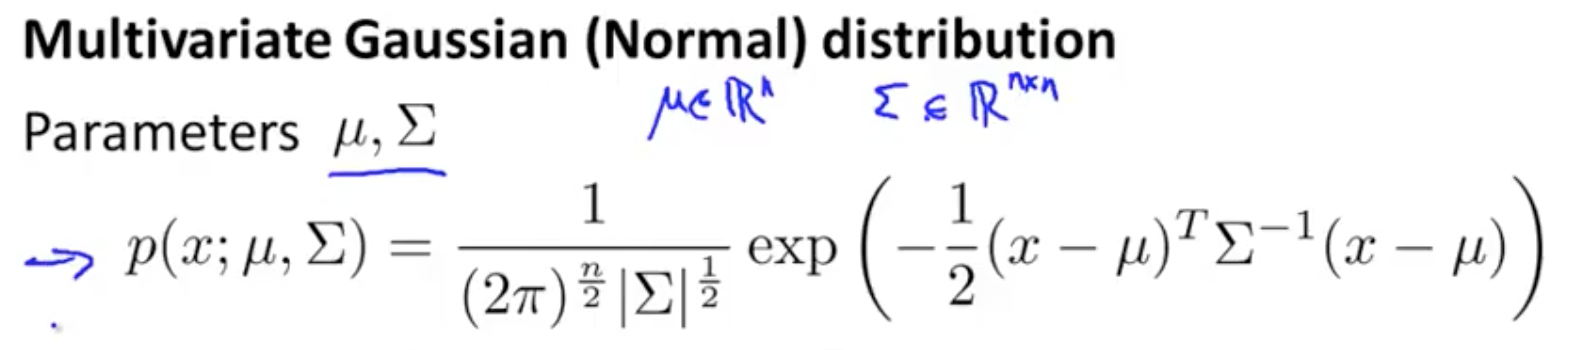 Multivariate Gaussian (Normal) distribution
Parameters μ, Σ μ∈ℝⁿ Σ∈ℝⁿˣⁿ
→ p(x; μ, Σ) = 1 / ((2π)^(n/2) |Σ|^(1/2)) exp(−1/2 (x − μ)^T Σ^−1 (x − μ))